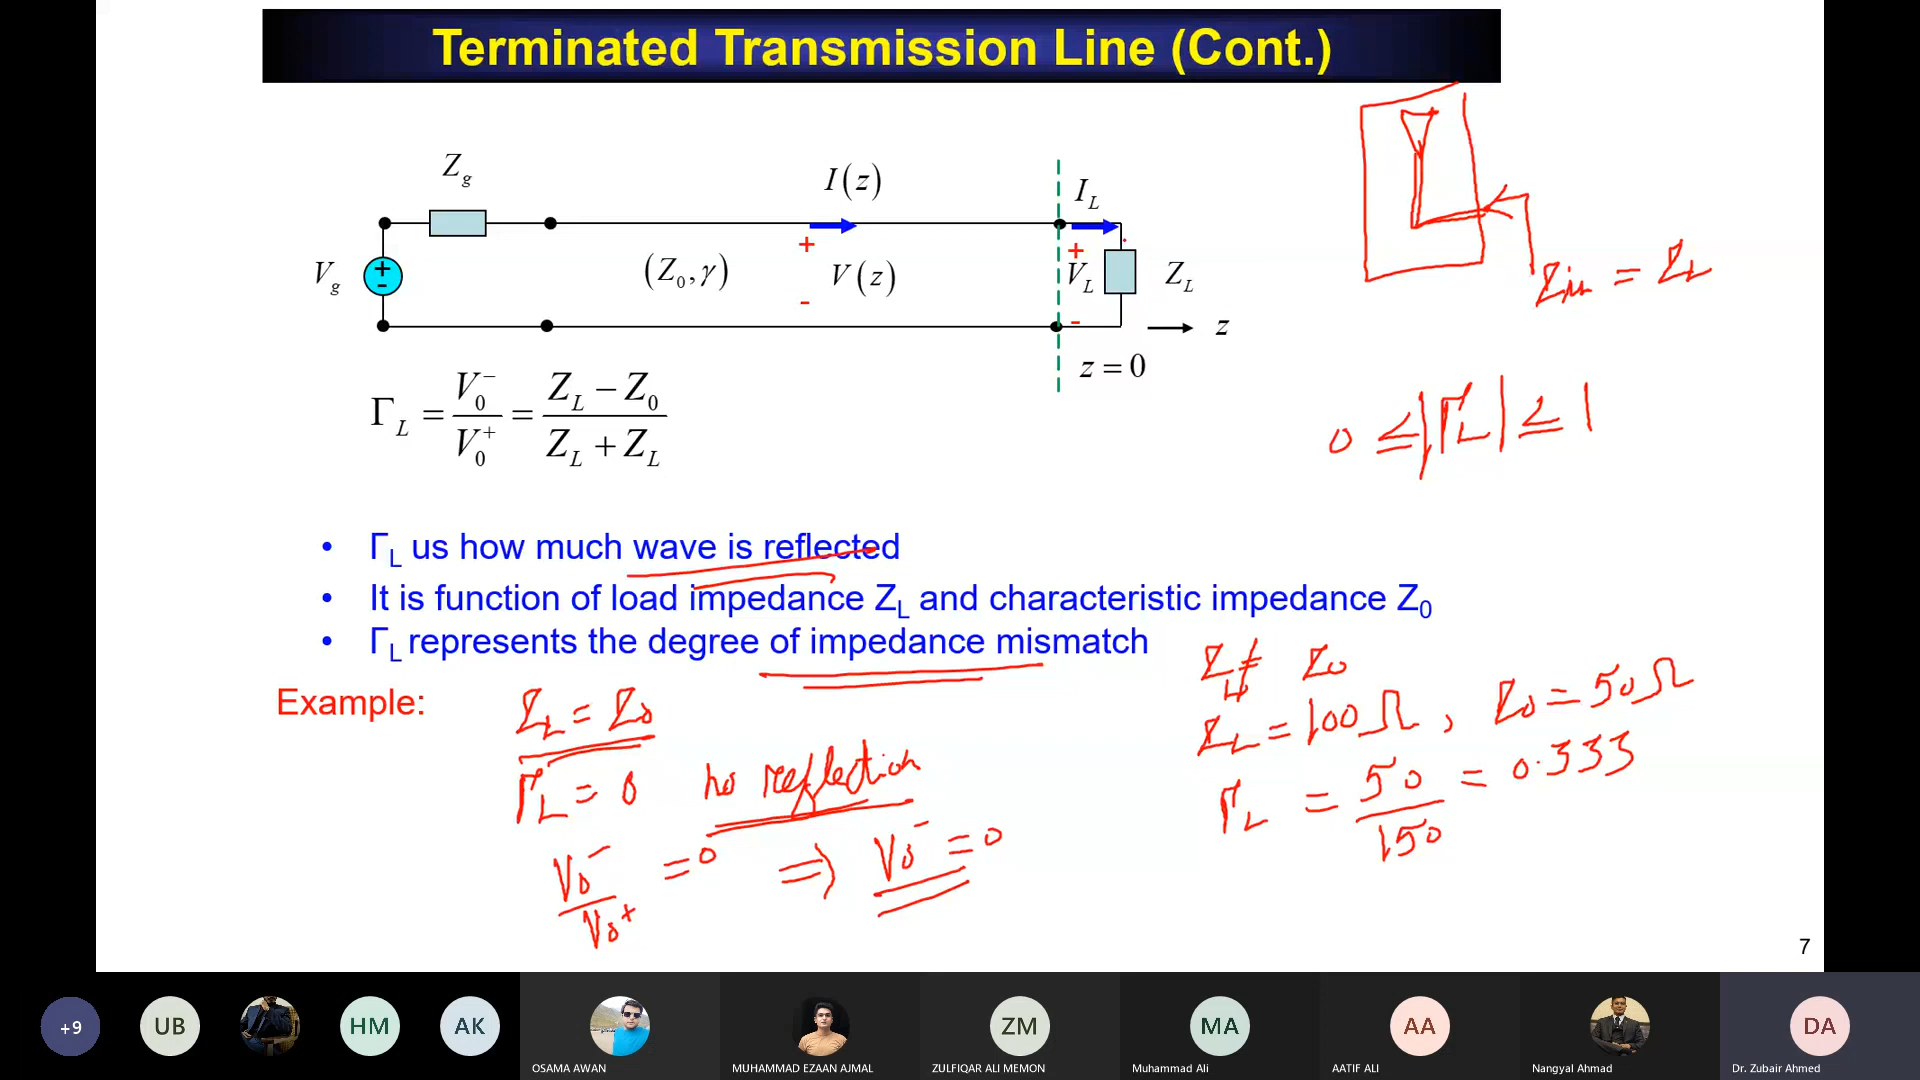 Terminated Transmission Line (Cont.)
Z_g
I(z)
I_L
V_g
+
-
(Z_0, γ)
+
V(z)
-
+
V_L
-
Z_L
z
z = 0
Z_in = Z_L
Γ_L = V_0^- / V_0^+ = (Z_L − Z_0) / (Z_L + Z_L)
0 ≤ |Γ_L| ≤ 1
• Γ_L us how much wave is reflected
• It is function of load impedance Z_L and characteristic impedance Z_0
• Γ_L represents the degree of impedance mismatch
Example:
Z_L = Z_0
Γ_L = 0 no reflection
V_0^- / V_0^+ = 0 ⇒ V_0^- = 0
Z_L ≠ Z_0
Z_L = 100 Ω, Z_0 = 50 Ω
Γ_L = 50 / 150 = 0.333
7
+9
UB
HM
AK
OSAMA AWAN
MUHAMMAD EZAAN AJMAL
ZM
ZULFIQAR ALI MEMON
MA
Muhammad Ali
AA
AATIF ALI
Nangyal Ahmad
DA
Dr. Zubair Ahmed